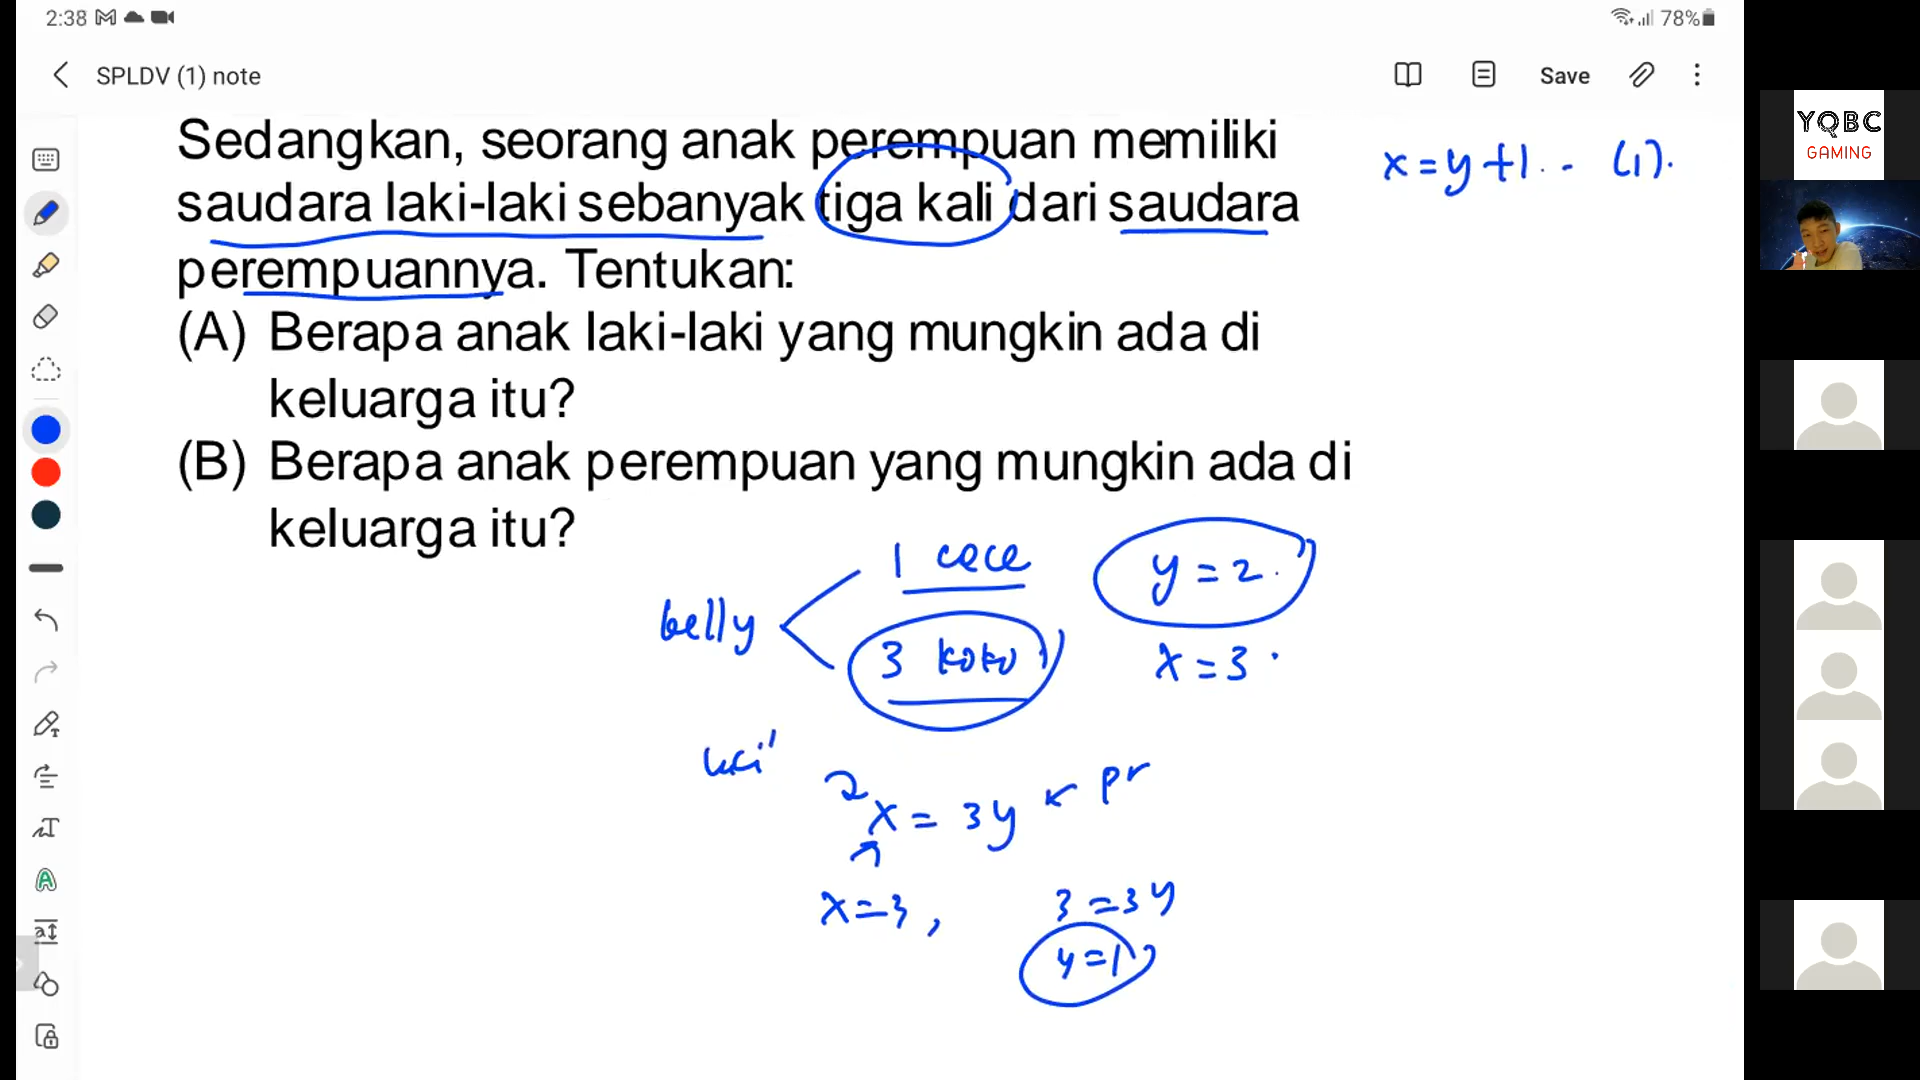 2:38
78%
SPLDV (1) note
Save
Sedangkan, seorang anak perempuan memiliki
saudara laki-laki sebanyak tiga kali dari saudara
perempuannya. Tentukan:
(A) Berapa anak laki-laki yang mungkin ada di
keluarga itu?
(B) Berapa anak perempuan yang mungkin ada di
keluarga itu?
x = y + 1 . - (1).
belly
1 cece
3 koko
y = 2.
x = 3.
x = 3y
pr
x = 3,
3 = 3y
y = 1
YQBC
GAMING